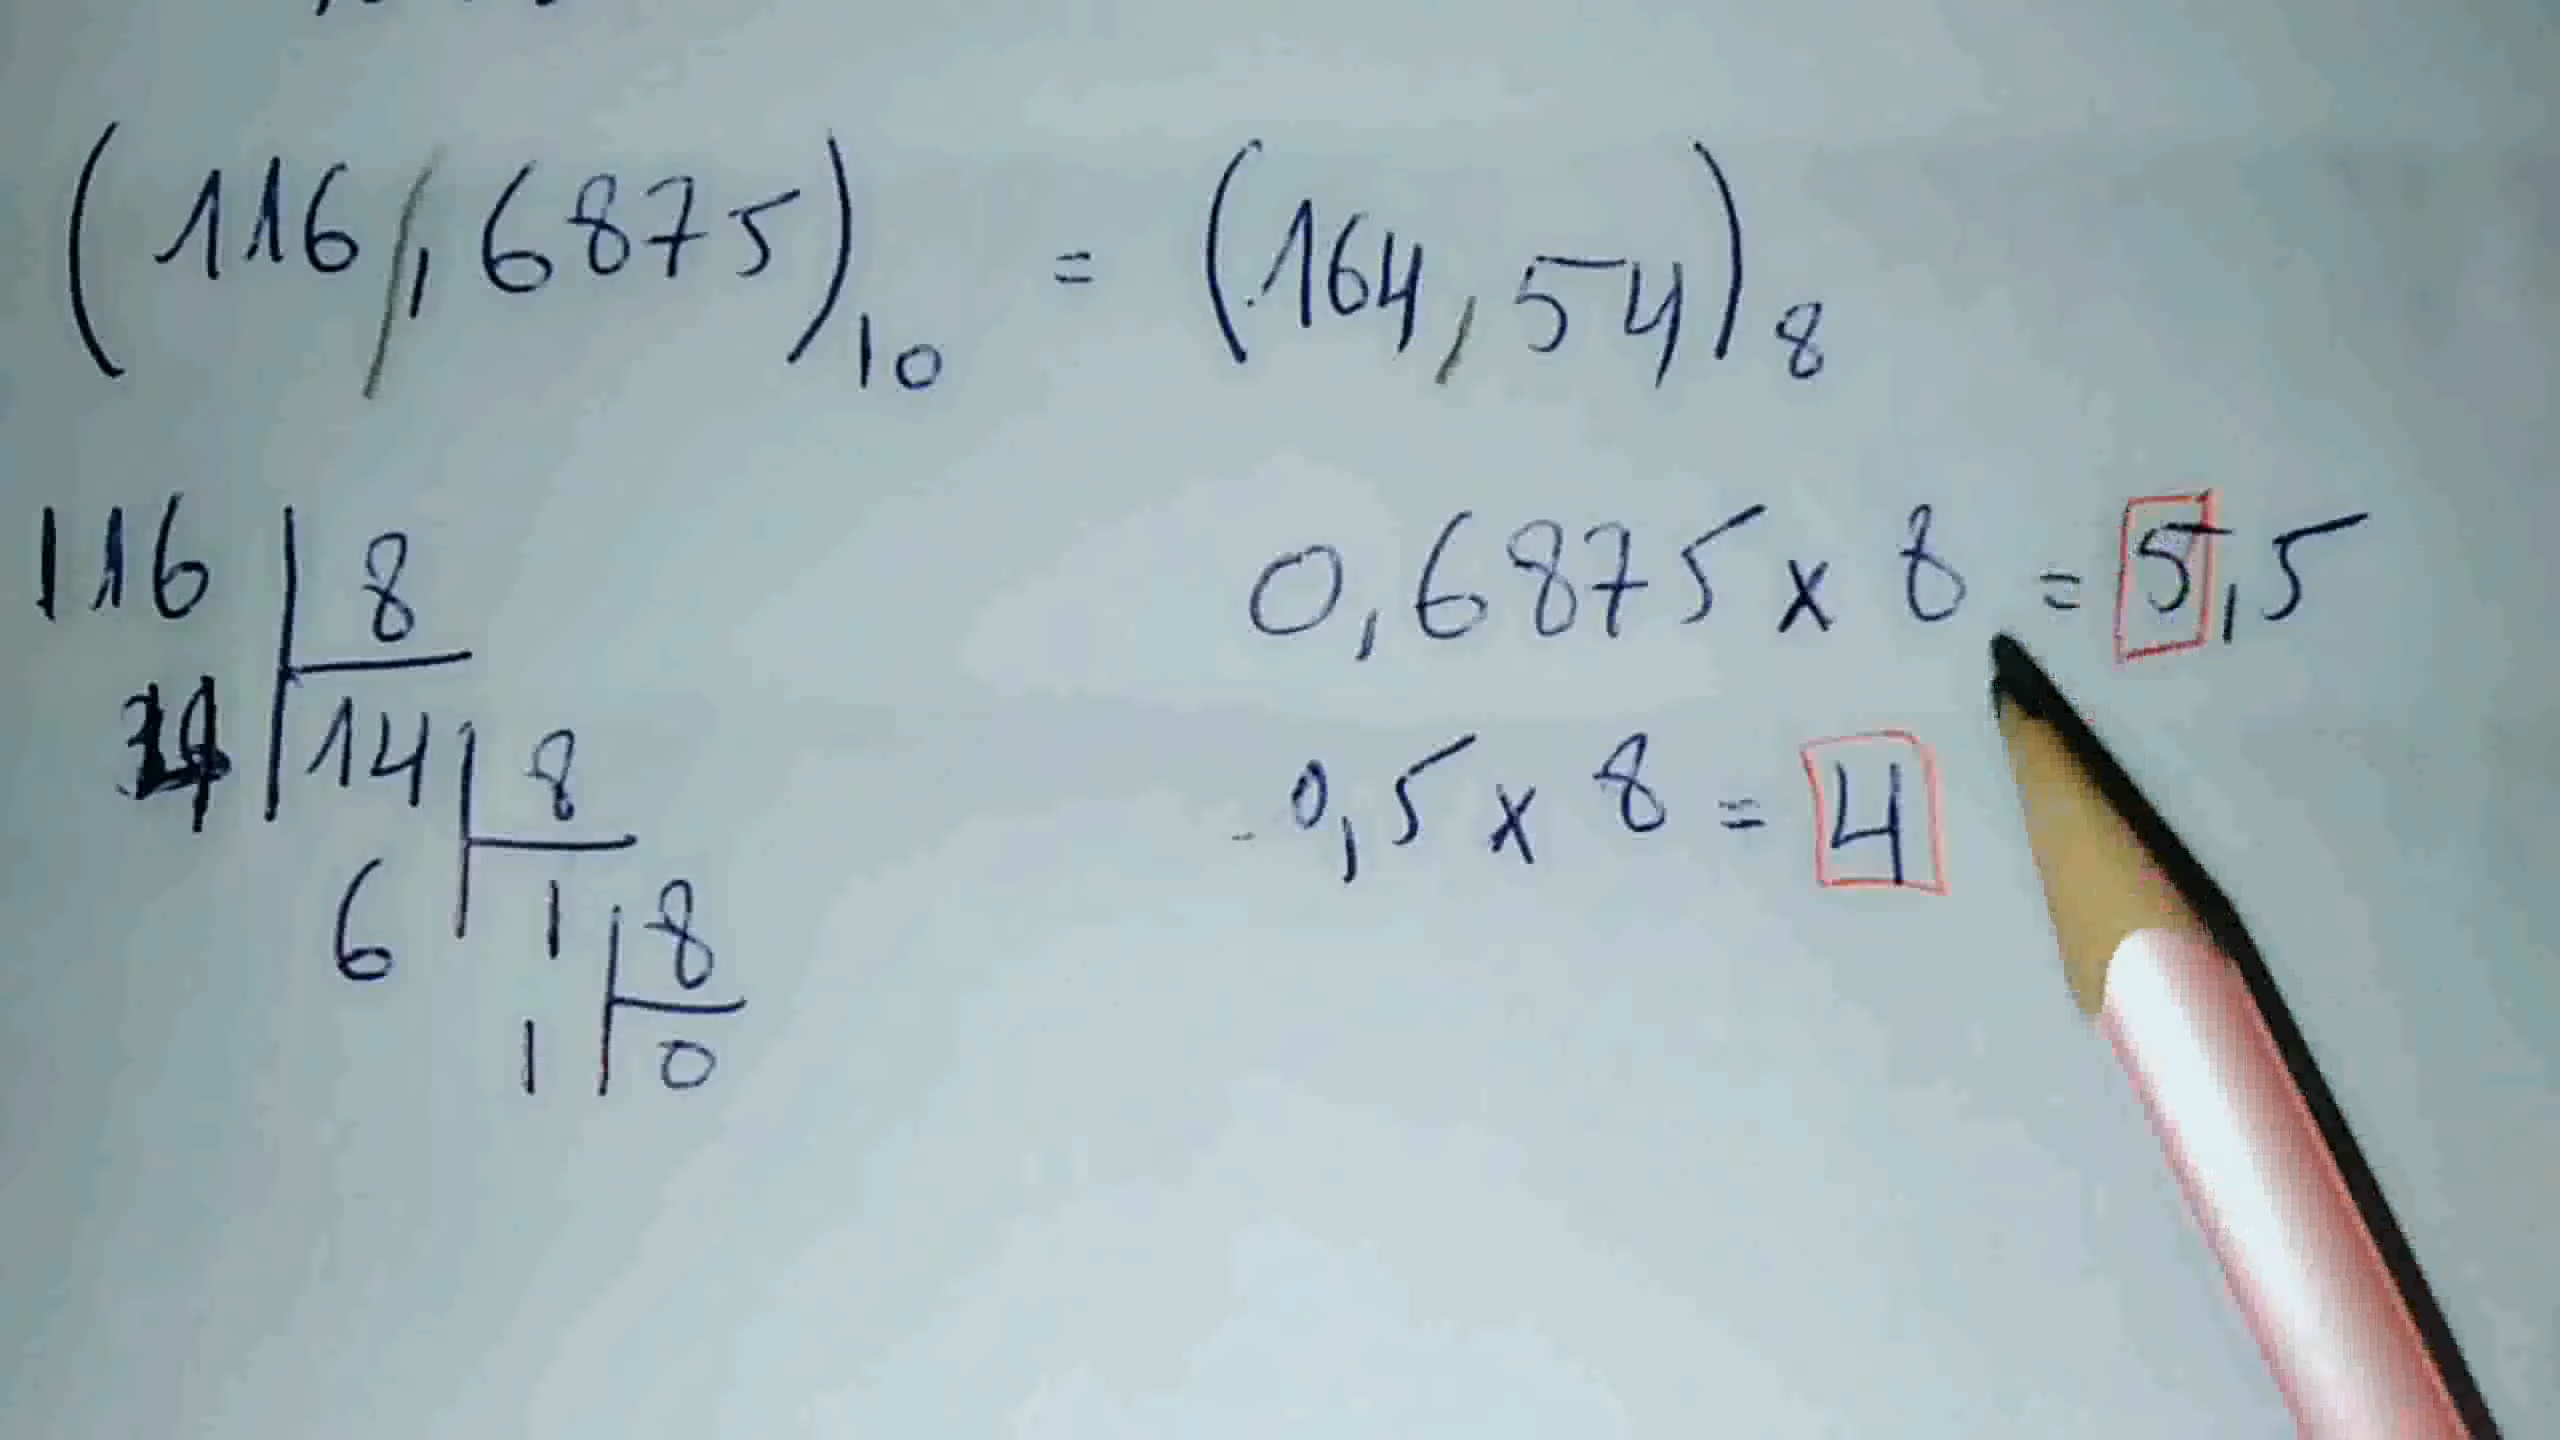 (116,6875)10 = (164,54)8
116 8
14 8
6 1 8
1 0
0,6875 x 8 = 5,5
0,5 x 8 = 4